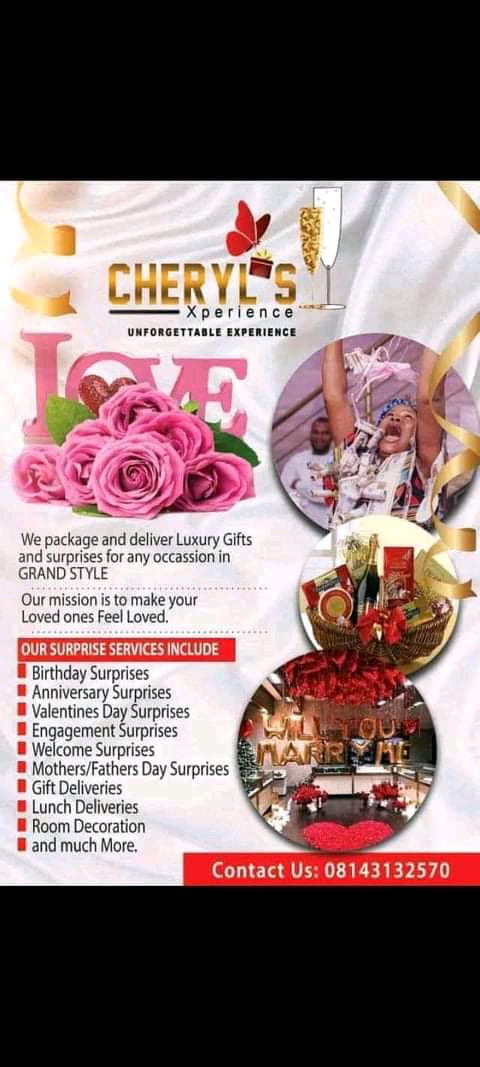 CHERYL'S
Xperience
UNFORGETTABLE EXPERIENCE
LOVE
We package and deliver Luxury Gifts
and surprises for any occassion in
GRAND STYLE
Our mission is to make your
Loved ones Feel Loved.
OUR SURPRISE SERVICES INCLUDE
Birthday Surprises
Anniversary Surprises
Valentines Day Surprises
Engagement Surprises
Welcome Surprises
Mothers/Fathers Day Surprises
Gift Deliveries
Lunch Deliveries
Room Decoration
and much More.
WILL YOU
MARRY ME
Contact Us: 08143132570